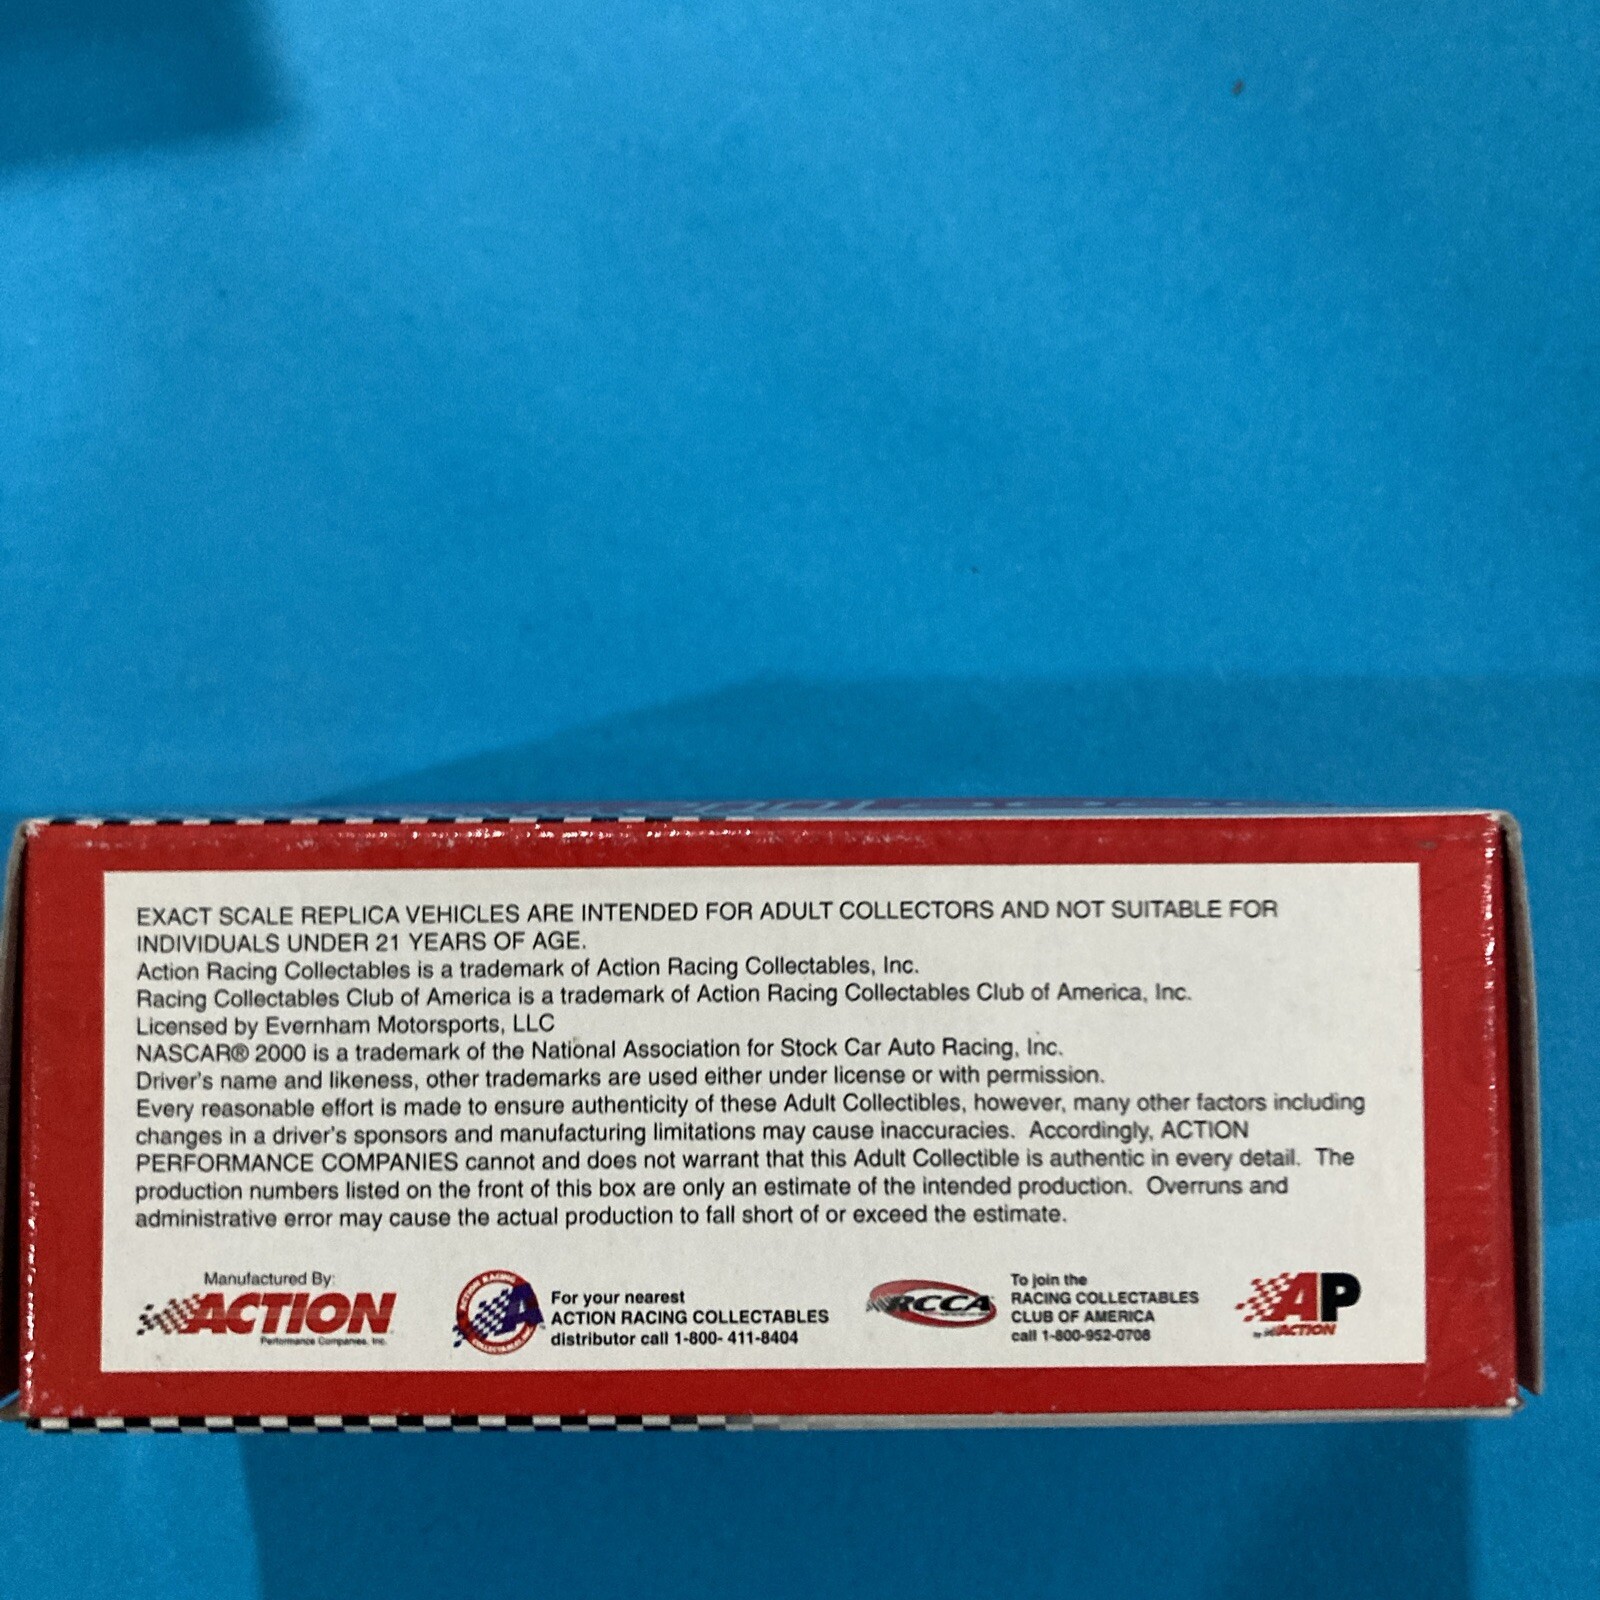 EXACT SCALE REPLICA VEHICLES ARE INTENDED FOR ADULT COLLECTORS AND NOT SUITABLE FOR
INDIVIDUALS UNDER 21 YEARS OF AGE.
Action Racing Collectables is a trademark of Action Racing Collectables, Inc.
Racing Collectables Club of America is a trademark of Action Racing Collectables Club of America, Inc.
Licensed by Evernham Motorsports, LLC
NASCAR® 2000 is a trademark of the National Association for Stock Car Auto Racing, Inc.
Driver's name and likeness, other trademarks are used either under license or with permission.
Every reasonable effort is made to ensure authenticity of these Adult Collectibles, however, many other factors including
changes in a driver's sponsors and manufacturing limitations may cause inaccuracies. Accordingly, ACTION
PERFORMANCE COMPANIES cannot and does not warrant that this Adult Collectible is authentic in every detail. The
production numbers listed on the front of this box are only an estimate of the intended production. Overruns and
administrative error may cause the actual production to fall short of or exceed the estimate.
Manufactured By:
ACTION
Performance Companies, Inc.
ACTION RACING
A
COLLECTABLES
For your nearest
ACTION RACING COLLECTABLES
distributor call 1-800- 411-8404
RCCA
To join the
RACING COLLECTABLES
CLUB OF AMERICA
call 1-800-952-0708
AP
by ACTION